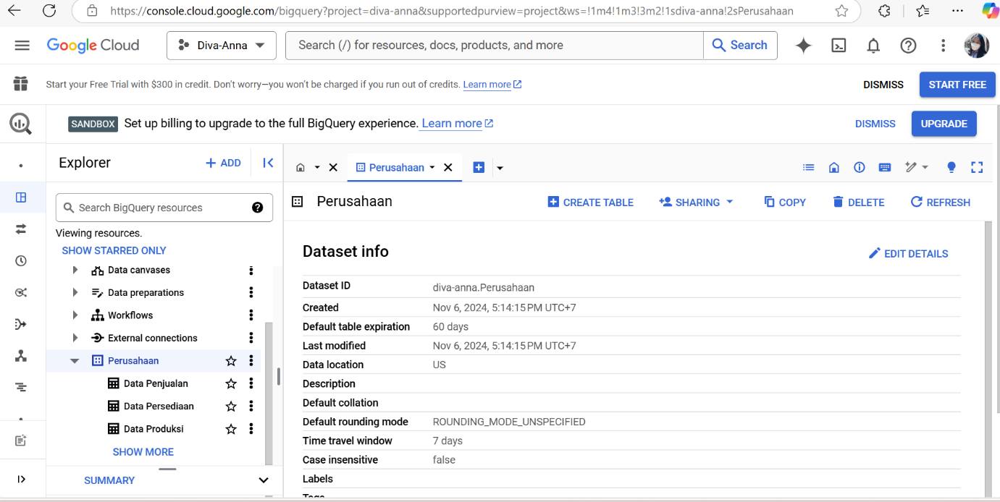 https://console.cloud.google.com/bigquery?project=diva-anna&supportedpurview=project&ws=!1m4!1m3!3m2!1sdiva-anna!2sPerusahaan
Google Cloud
Diva-Anna
Search (/) for resources, docs, products, and more
Search
Start your Free Trial with $300 in credit. Don't worry—you won't be charged if you run out of credits. Learn more
DISMISS
START FREE
SANDBOX Set up billing to upgrade to the full BigQuery experience. Learn more
DISMISS
UPGRADE
Explorer
+ ADD
Search BigQuery resources
Viewing resources.
SHOW STARRED ONLY
Data canvases
Data preparations
Workflows
External connections
Perusahaan
Data Penjualan
Data Persediaan
Data Produksi
SHOW MORE
SUMMARY
Perusahaan
Perusahaan
CREATE TABLE
SHARING
COPY
DELETE
REFRESH
Dataset info
EDIT DETAILS
Dataset ID diva-anna.Perusahaan
Created Nov 6, 2024, 5:14:15 PM UTC+7
Default table expiration 60 days
Last modified Nov 6, 2024, 5:14:15 PM UTC+7
Data location US
Description
Default collation
Default rounding mode ROUNDING_MODE_UNSPECIFIED
Time travel window 7 days
Case insensitive false
Labels
Tags